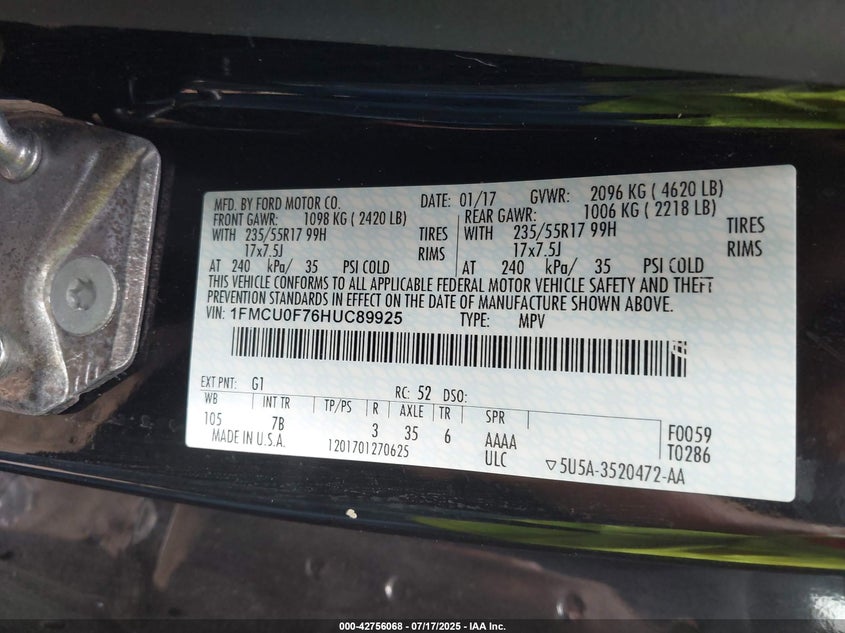 MFD. BY FORD MOTOR CO. DATE: 01/17 GVWR: 2096 KG ( 4620 LB)
FRONT GAWR: 1098 KG ( 2420 LB) REAR GAWR: 1006 KG ( 2218 LB)
WITH 235/55R17 99H TIRES WITH 235/55R17 99H TIRES
17x7.5J RIMS 17x7.5J RIMS
AT 240 kPa/ 35 PSI COLD AT 240 kPa/ 35 PSI COLD
THIS VEHICLE CONFORMS TO ALL APPLICABLE FEDERAL MOTOR VEHICLE SAFETY AND THEFT
PREVENTION STANDARDS IN EFFECT ON THE DATE OF MANUFACTURE SHOWN ABOVE.
VIN: 1FMCU0F76HUC89925 TYPE: MPV
EXT PNT: G1 RC: 52 DSO:
WB INT TR TP/PS R AXLE TR SPR
105 7B 3 35 6 AAAA F0059
MADE IN U.S.A. 1201701270625 ULC T0286
▽5U5A-3520472-AA
000-42756068 - 07/17/2025 - IAA Inc.